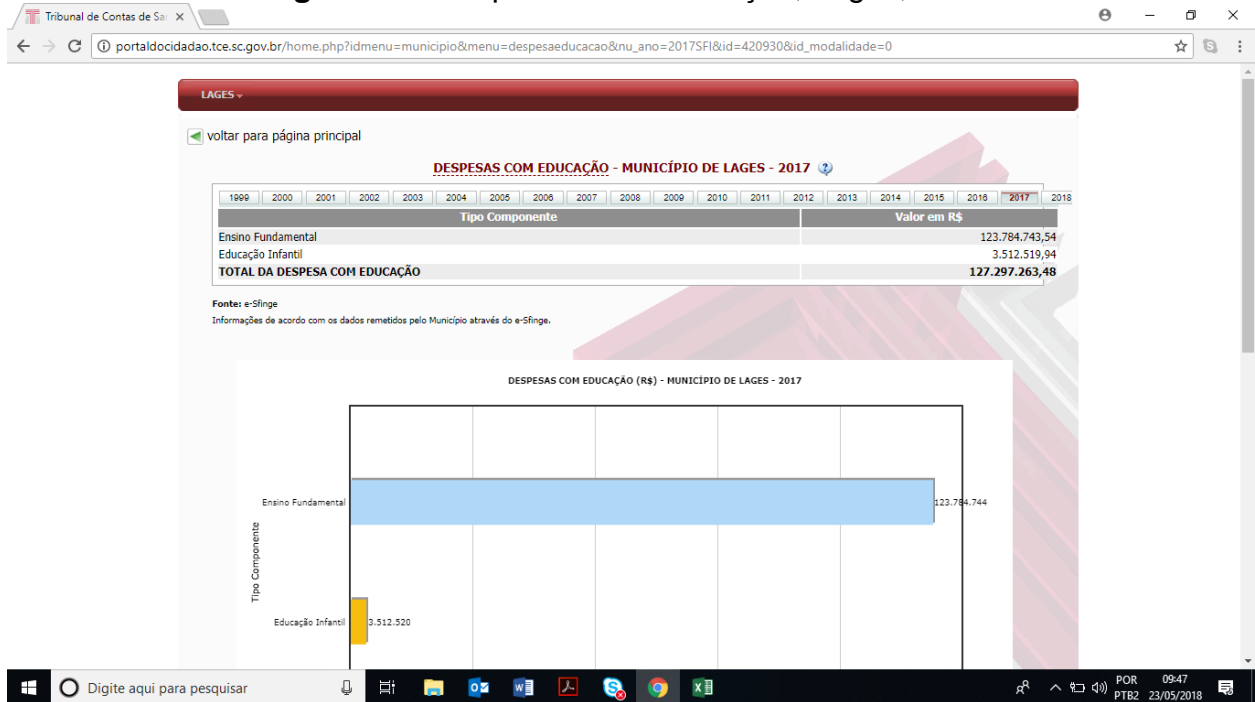 Tribunal de Contas de Sa
portaldocidadao.tce.sc.gov.br/home.php?idmenu=municipio&menu=despesaeducacao&nu_ano=2017SFI&id=420930&id_modalidade=0
LAGES
voltar para página principal
DESPESAS COM EDUCAÇÃO - MUNICÍPIO DE LAGES - 2017
1999 2000 2001 2002 2003 2004 2005 2006 2007 2008 2009 2010 2011 2012 2013 2014 2015 2016 2017 2018
Tipo Componente Valor em R$
Ensino Fundamental 123.784.743,54
Educação Infantil 3.512.519,94
TOTAL DA DESPESA COM EDUCAÇÃO 127.297.263,48
Fonte: e-Sfinge
Informações de acordo com os dados remetidos pelo Município através do e-Sfinge.
DESPESAS COM EDUCAÇÃO (R$) - MUNICÍPIO DE LAGES - 2017
Ensino Fundamental 123.784.744
Tipo Componente
Educação Infantil 3.512.520
Digite aqui para pesquisar
POR 09:47
PTB2 23/05/2018